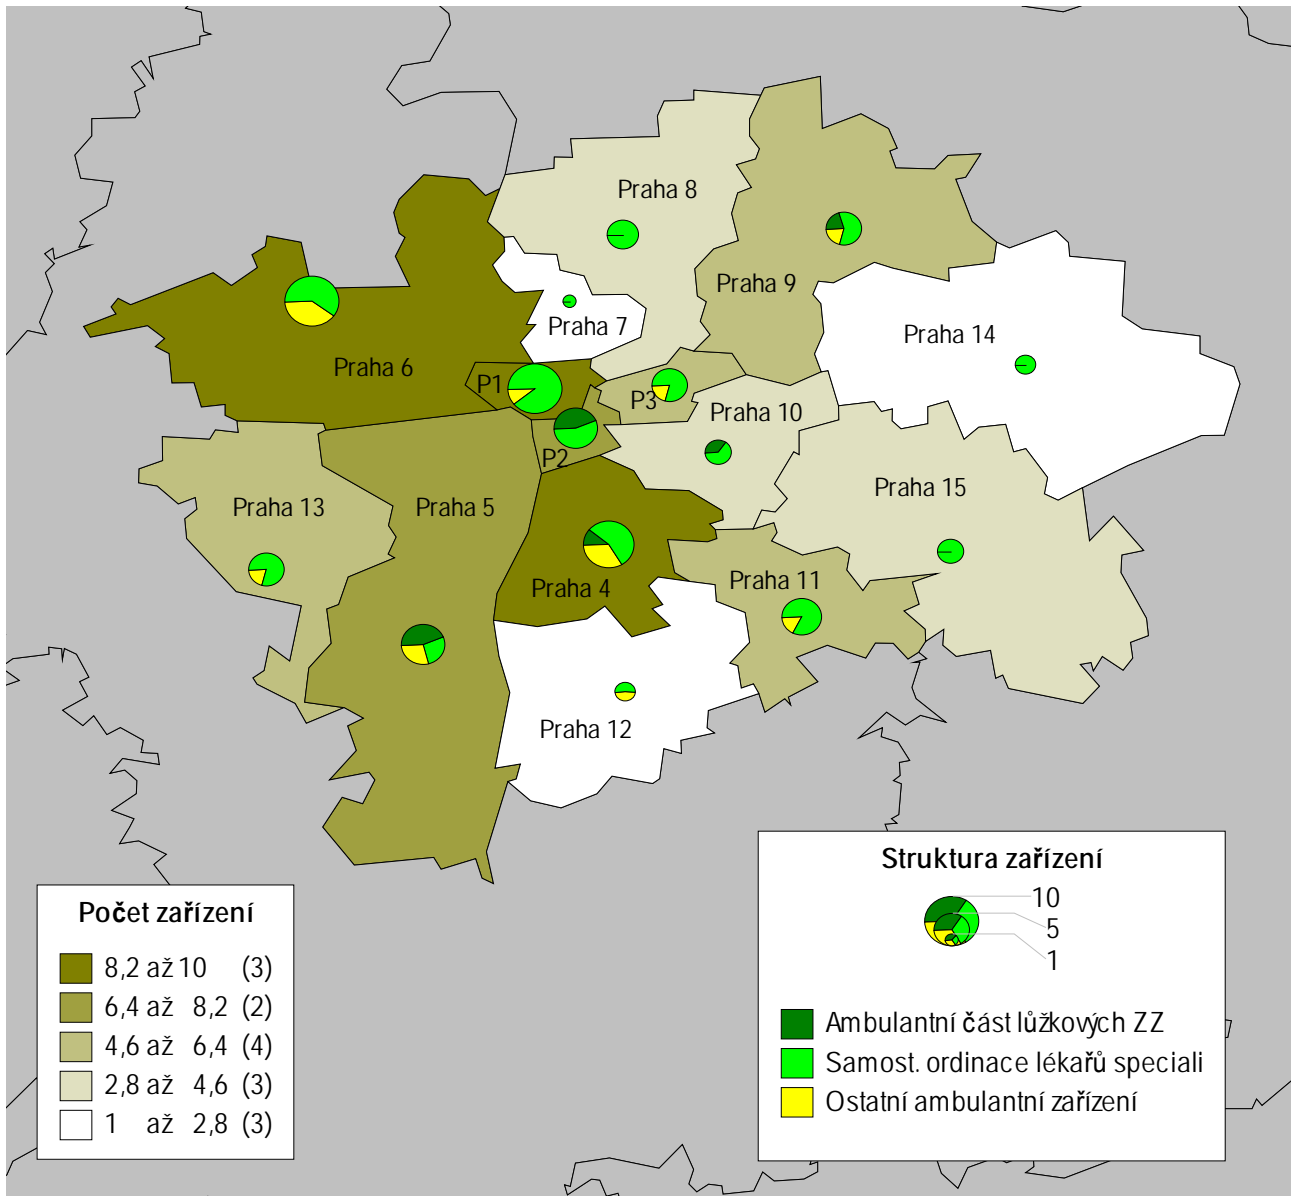 Praha 8
Praha 9
Praha 7
Praha 14
Praha 6
P1
P3
Praha 10
P2
Praha 15
Praha 13
Praha 5
Praha 11
Praha 4
Praha 12
Struktura zařízení
10
5
1
Ambulantní část lůžkových ZZ
Samost. ordinace lékařů speciali
Ostatní ambulantní zařízení
Počet zařízení
8,2 až 10 (3)
6,4 až 8,2 (2)
4,6 až 6,4 (4)
2,8 až 4,6 (3)
1 až 2,8 (3)